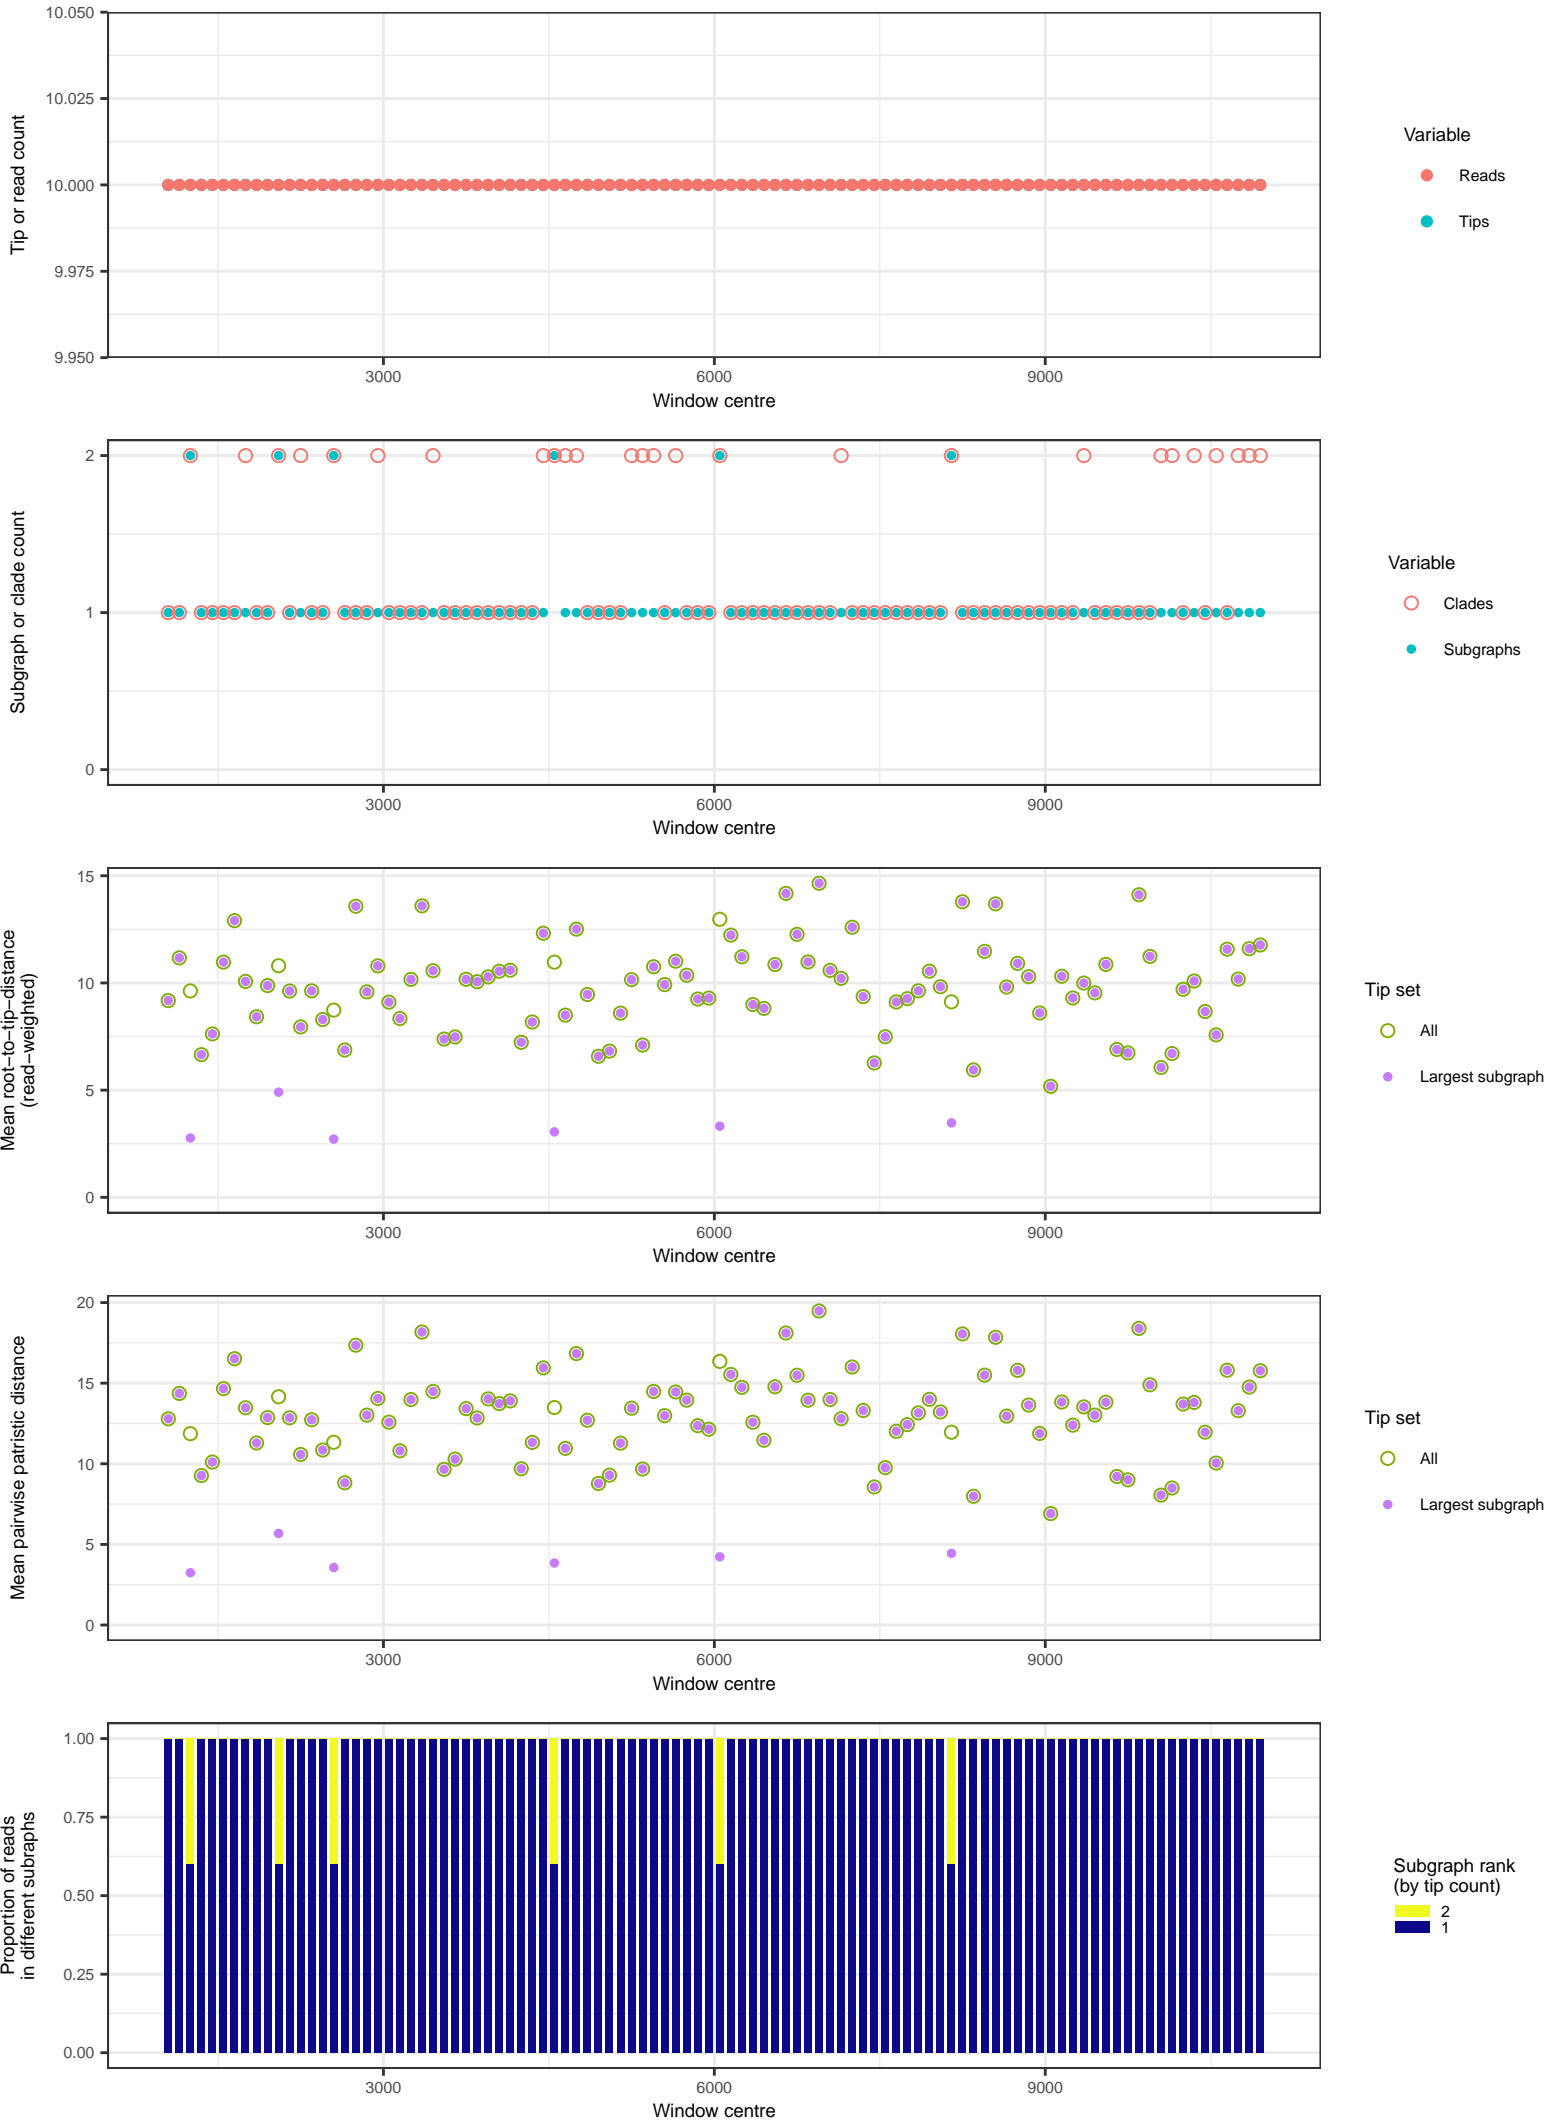 10.050
10.025
10.000
9.975
9.950
Tip or read count
3000
6000
9000
Window centre
Variable
Reads
Tips
2
1
0
Subgraph or clade count
3000
6000
9000
Window centre
Variable
Clades
Subgraphs
15
10
5
0
Mean root−to−tip−distance
(read−weighted)
3000
6000
9000
Window centre
Tip set
All
Largest subgraph
20
15
10
5
0
Mean pairwise patristic distance
3000
6000
9000
Window centre
Tip set
All
Largest subgraph
1.00
0.75
0.50
0.25
0.00
Proportion of reads
in different subraphs
3000
6000
9000
Window centre
Subgraph rank
(by tip count)
2
1